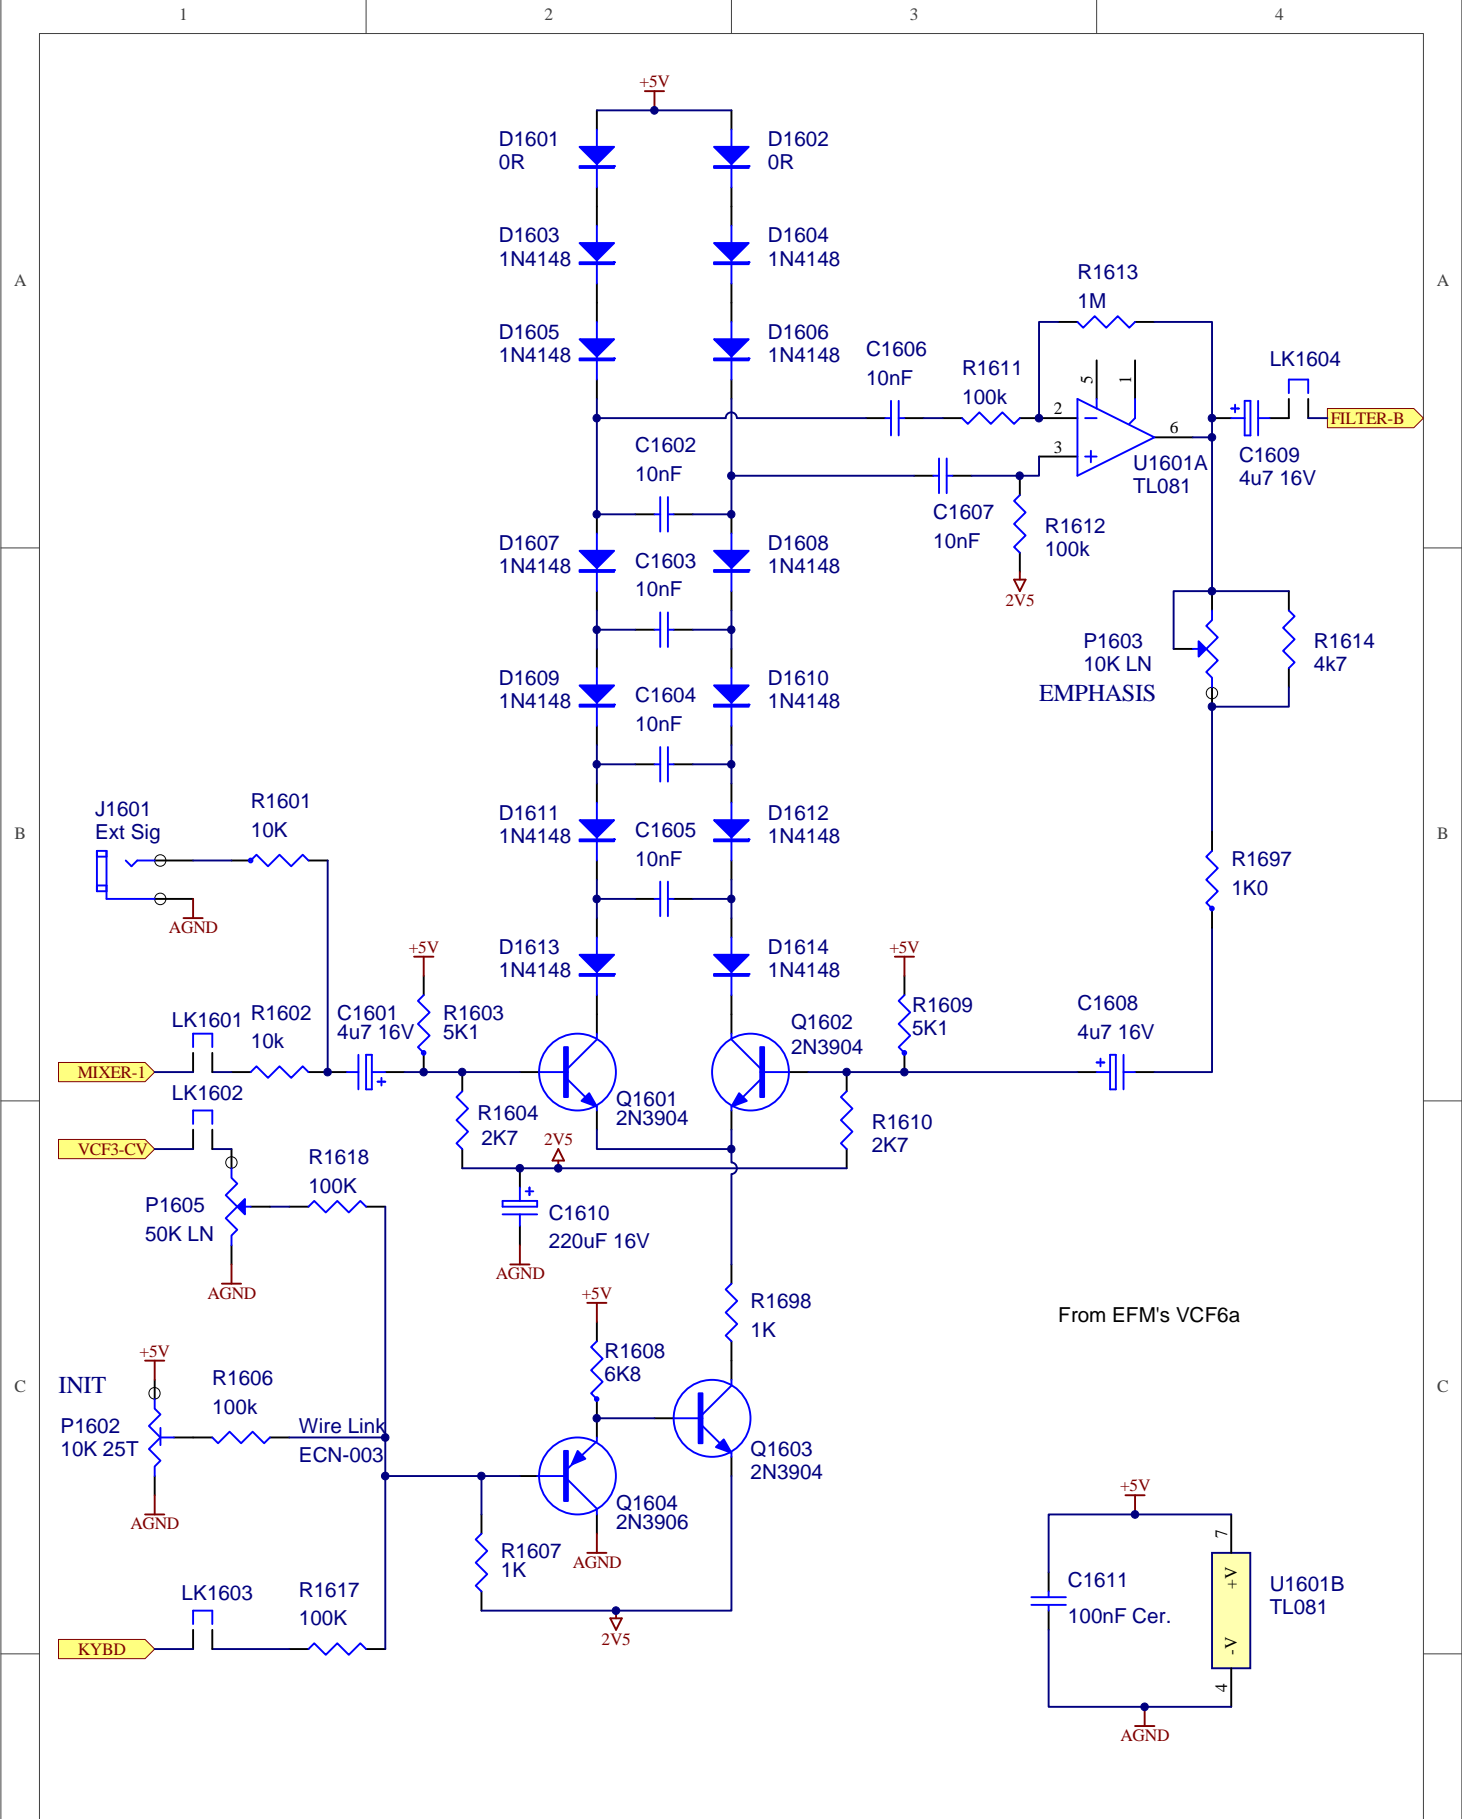 1 2 3 4
+5V
D1601
0R
D1602
0R
D1603
1N4148
D1604
1N4148
A
A
R1613
1M
D1605
1N4148
D1606
1N4148
C1606
10nF
R1611
100k
5
1
LK1604
2
3
6
FILTER-B
C1602
10nF
U1601A
TL081
C1609
4u7 16V
C1607
10nF
R1612
100k
2V5
D1607
1N4148
C1603
10nF
D1608
1N4148
P1603
10K LN
EMPHASIS
R1614
4k7
D1609
1N4148
C1604
10nF
D1610
1N4148
J1601
Ext Sig
R1601
10K
D1611
1N4148
C1605
10nF
D1612
1N4148
B
B
R1697
1K0
AGND
+5V
D1613
1N4148
D1614
1N4148
+5V
LK1601
R1602
10k
C1601
4u7 16V
R1603
5K1
Q1602
2N3904
R1609
5K1
C1608
4u7 16V
MIXER-1
LK1602
Q1601
2N3904
R1604
2K7
R1610
2K7
VCF3-CV
2V5
R1618
100K
P1605
50K LN
C1610
220uF 16V
AGND
AGND
+5V
R1698
1K
From EFM's VCF6a
R1608
6K8
+5V
C
C
INIT
R1606
100k
P1602
10K 25T
Wire Link
ECN-003
Q1603
2N3904
AGND
Q1604
2N3906
AGND
R1607
1K
+5V
7
+V
C1611
100nF Cer.
U1601B
TL081
-V
4
AGND
LK1603
R1617
100K
KYBD
2V5